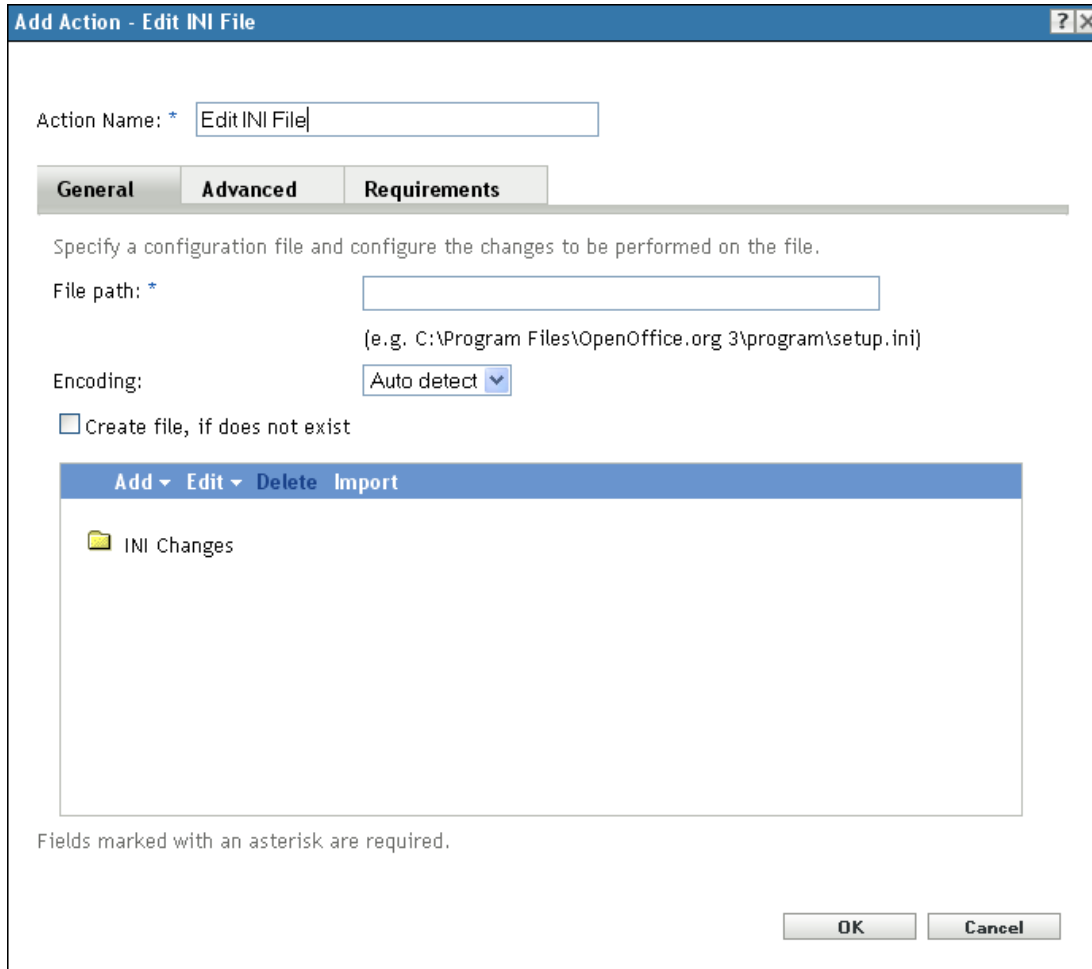 Add Action - Edit INI File
Action Name: * Edit INI File
General Advanced Requirements
Specify a configuration file and configure the changes to be performed on the file.
File path: *
(e.g. C:\Program Files\OpenOffice.org 3\program\setup.ini)
Encoding: Auto detect
Create file, if does not exist
Add Edit Delete Import
INI Changes
Fields marked with an asterisk are required.
OK Cancel